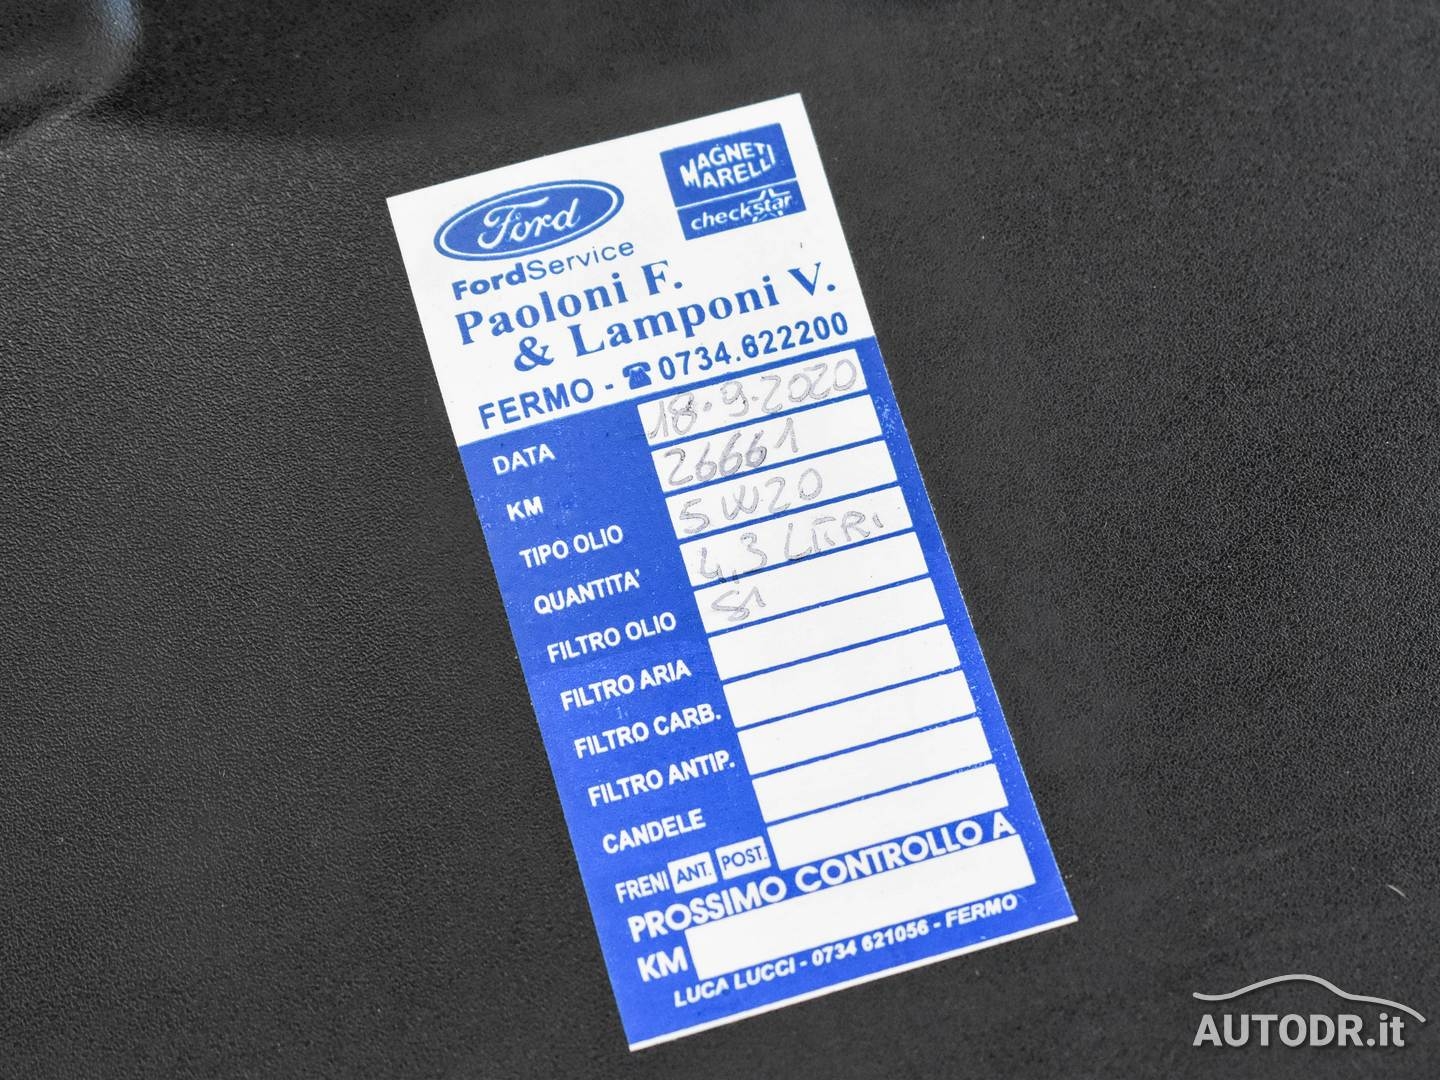 Ford
MAGNETI
MARELLI
checkstar
FordService
Paoloni F.
& Lamponi V.
FERMO - ☎ 0734.622200
DATA 18.9.2020
KM 26661
TIPO OLIO 5W20
QUANTITA' 4,3 LITRI
FILTRO OLIO SI
FILTRO ARIA
FILTRO CARB.
FILTRO ANTIP.
CANDELE
FRENI ANT. POST.
PROSSIMO CONTROLLO A
KM
LUCA LUCCI - 0734 621056 - FERMO
AUTODR.it